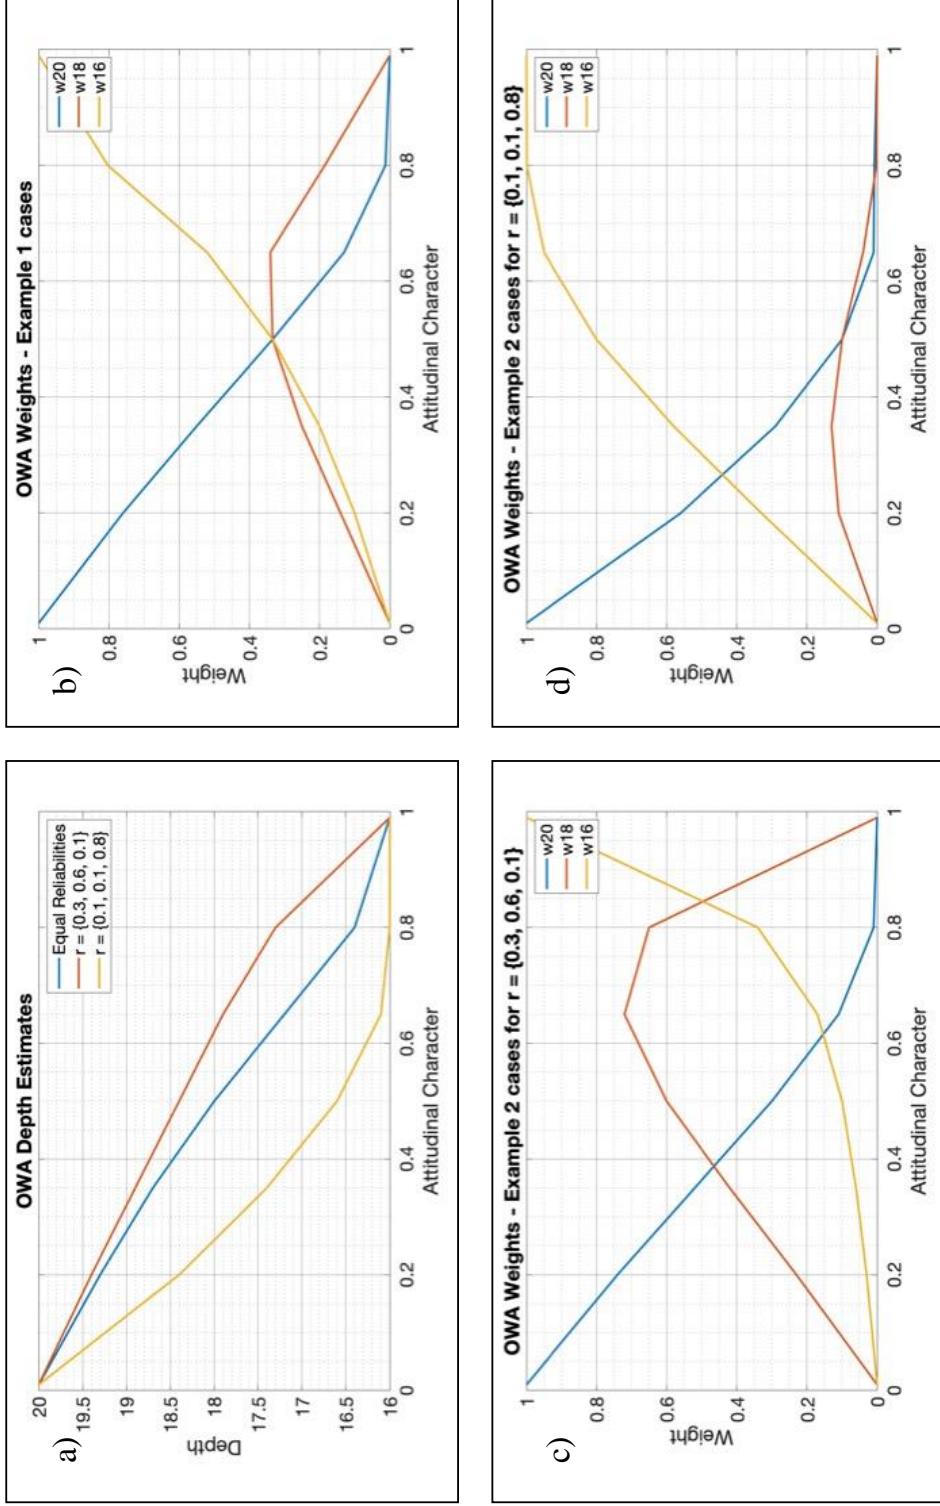 a)
OWA Depth Estimates
Equal Reliabilities
r = {0.3, 0.6, 0.1}
r = {0.1, 0.1, 0.8}
Depth
20
19.5
19
18.5
18
17.5
17
16.5
16
0 0.2 0.4 0.6 0.8 1
Attitudinal Character
b)
OWA Weights - Example 1 cases
w20
w18
w16
Weight
1
0.8
0.6
0.4
0.2
0
0 0.2 0.4 0.6 0.8 1
Attitudinal Character
c)
OWA Weights - Example 2 cases for r = {0.3, 0.6, 0.1}
w20
w18
w16
Weight
1
0.8
0.6
0.4
0.2
0
0 0.2 0.4 0.6 0.8 1
Attitudinal Character
d)
OWA Weights - Example 2 cases for r = {0.1, 0.1, 0.8}
w20
w18
w16
Weight
1
0.8
0.6
0.4
0.2
0
0 0.2 0.4 0.6 0.8 1
Attitudinal Character